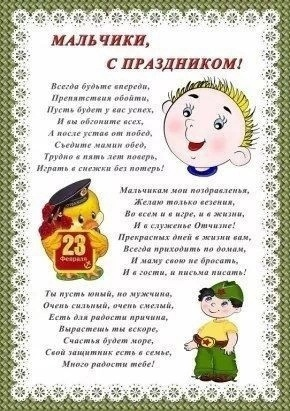 МАЛЬЧИКИ,
С ПРАЗДНИКОМ!
Всегда будьте впереди,
Препятствия обойти,
Пусть будет у вас успех,
И вы обгоните всех,
А после устав от побед,
Съедите мамин обед,
Трудно в пять лет поверь,
Играть в снежки без потерь!
Мальчикам мои поздравленья,
Желаю только везения,
Во всем и в игре, и в жизни,
И в служенье Отчизне!
Прекрасных дней в жизни вам,
Всегда приходить по домам,
И маму свою не бросать,
И в гости, и письма писать!
23
Февраля
Ты пусть юный, но мужчина,
Очень сильный, очень смелый,
Есть для радости причина,
Вырастешь ты вскоре,
Счастья будет море,
Свой защитник есть в семье,
Много радости тебе!